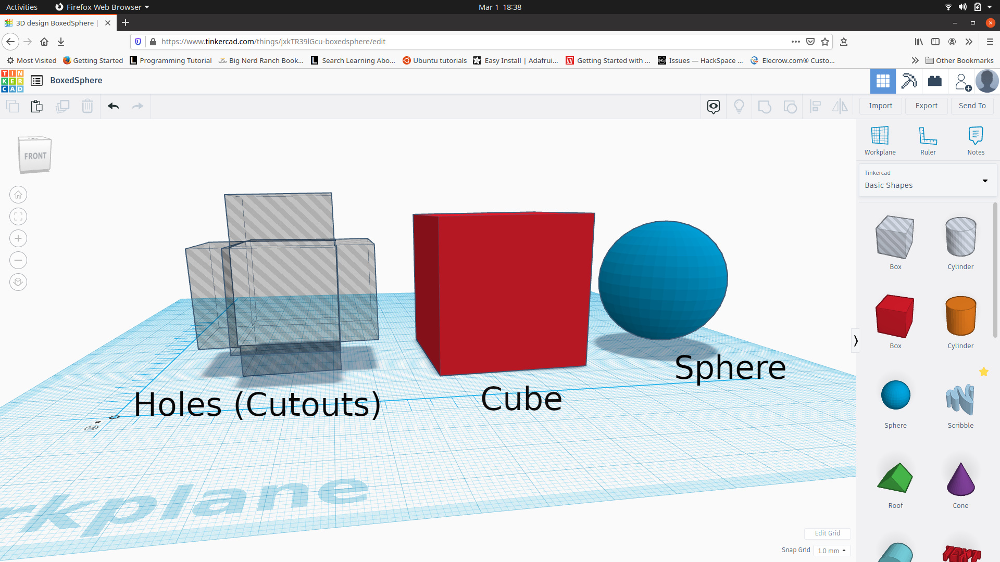 Activities
Firefox Web Browser
Mar 1 18:38
3D design BoxedSphere |
https://www.tinkercad.com/things/jxkTR39lGcu-boxedsphere/edit
Most Visited
Getting Started
Programming Tutorial
Big Nerd Ranch Book...
Search Learning Abo...
Ubuntu tutorials
Easy Install | Adafrui...
Getting Started with ...
Issues — HackSpace ...
Elecrow.com® Custo...
Other Bookmarks
TIN
KER
CAD
BoxedSphere
Import
Export
Send To
FRONT
Workplane
Ruler
Notes
Tinkercad
Basic Shapes
Box
Cylinder
Box
Cylinder
Sphere
Scribble
Roof
Cone
TEXT
Holes (Cutouts)
Cube
Sphere
rkplane
Edit Grid
Snap Grid
1.0 mm